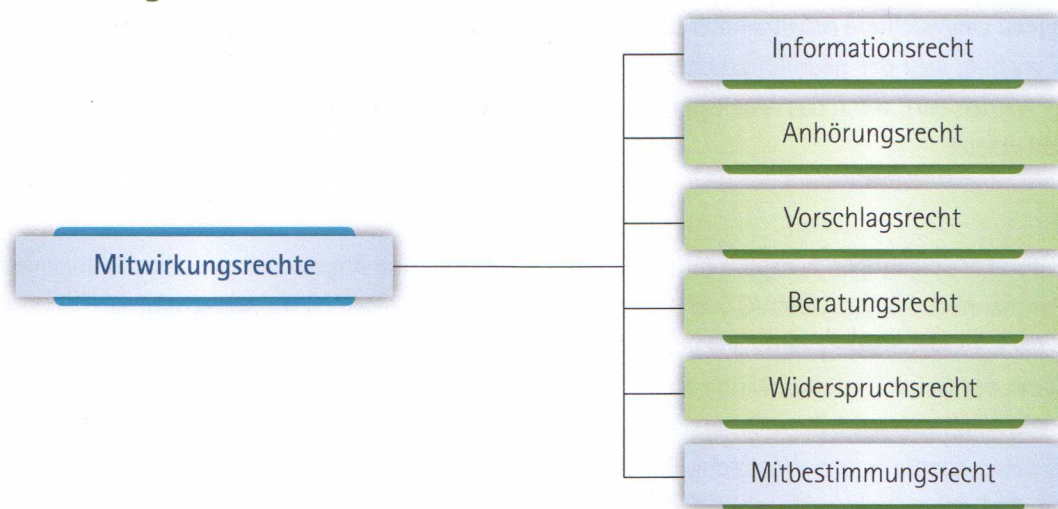 Informationsrecht
Anhörungsrecht
Vorschlagsrecht
Mitwirkungsrechte
Beratungsrecht
Widerspruchsrecht
Mitbestimmungsrecht